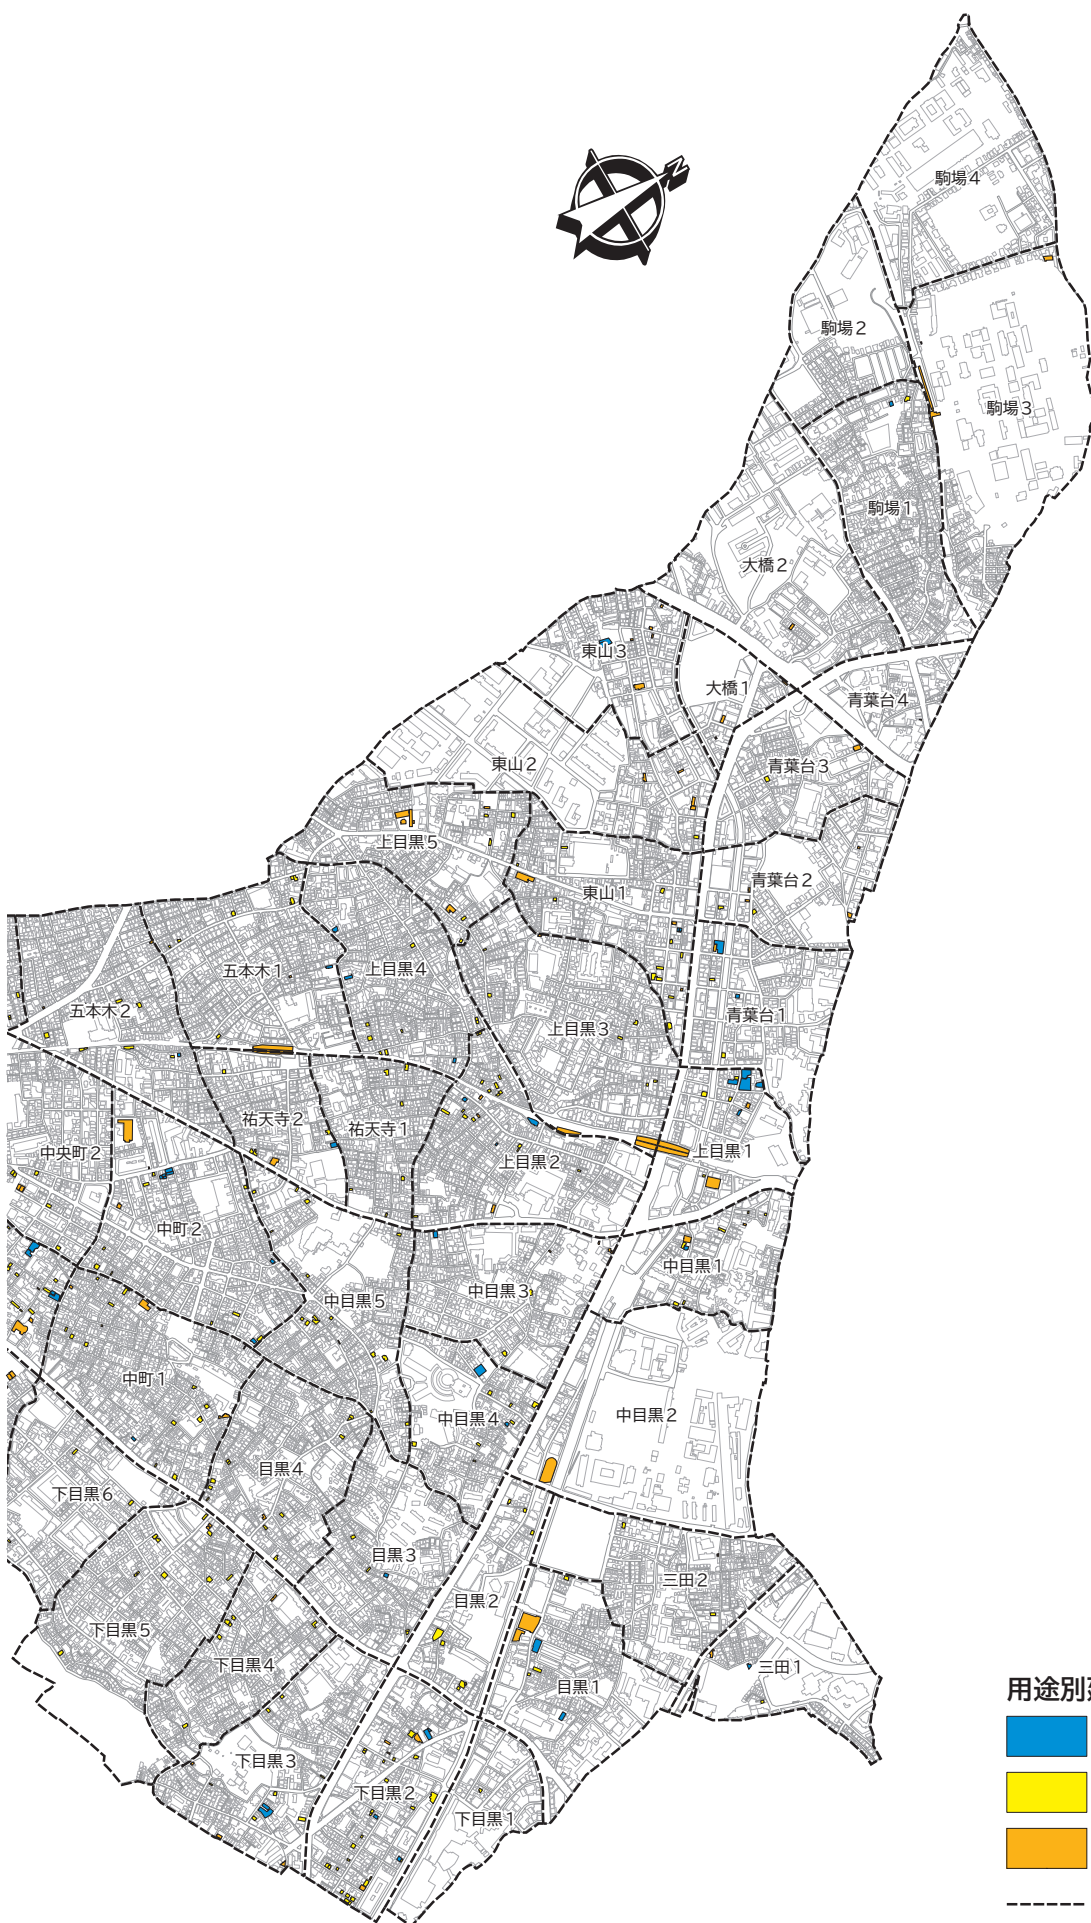 N
駒場4
駒場2
駒場3
駒場1
大橋2
東山3
大橋1
青葉台4
東山2
青葉台3
上目黒5
青葉台2
東山1
五本木1
上目黒4
五本木2
青葉台1
上目黒3
祐天寺2
祐天寺1
中央町2
上目黒2
上目黒1
中町2
中目黒1
中目黒3
中目黒5
中町1
中目黒4
中目黒2
目黒4
下目黒6
目黒3
三田2
目黒2
下目黒5
下目黒4
三田1
目黒1
用途別
下目黒3
下目黒2
下目黒1